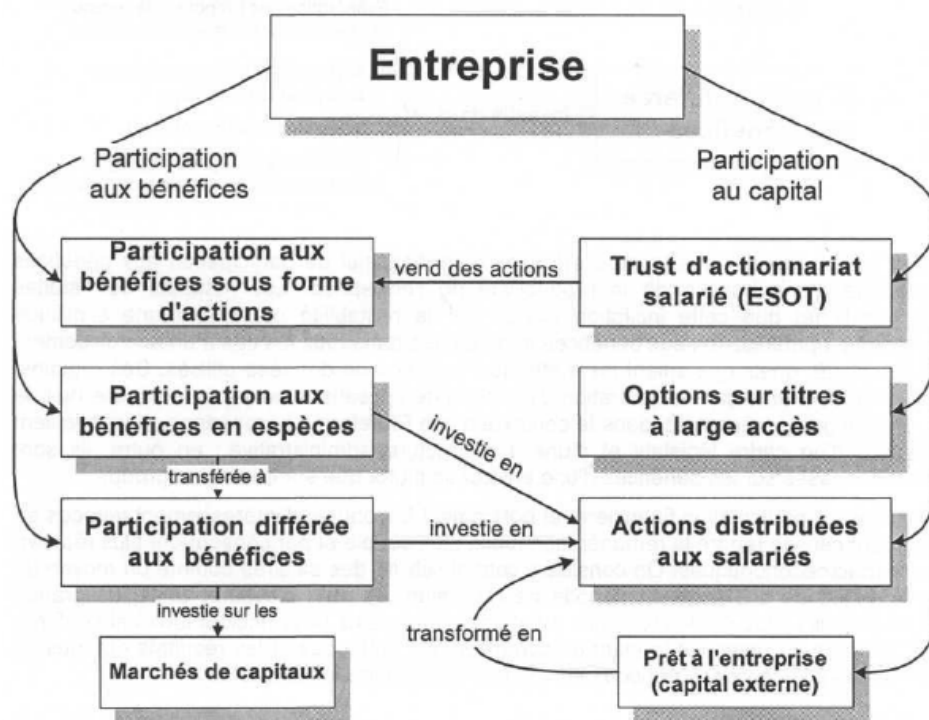 Entreprise
Participation
aux bénéfices
Participation
au capital
Participation aux
bénéfices sous forme
d'actions
vend des actions
Trust d'actionnariat
salarié (ESOT)
Participation aux
bénéfices en espèces
investie en
Options sur titres
à large accès
transférée à
Participation différée
aux bénéfices
investie en
Actions distribuées
aux salariés
investie sur les
transformé en
Marchés de capitaux
Prêt à l'entreprise
(capital externe)